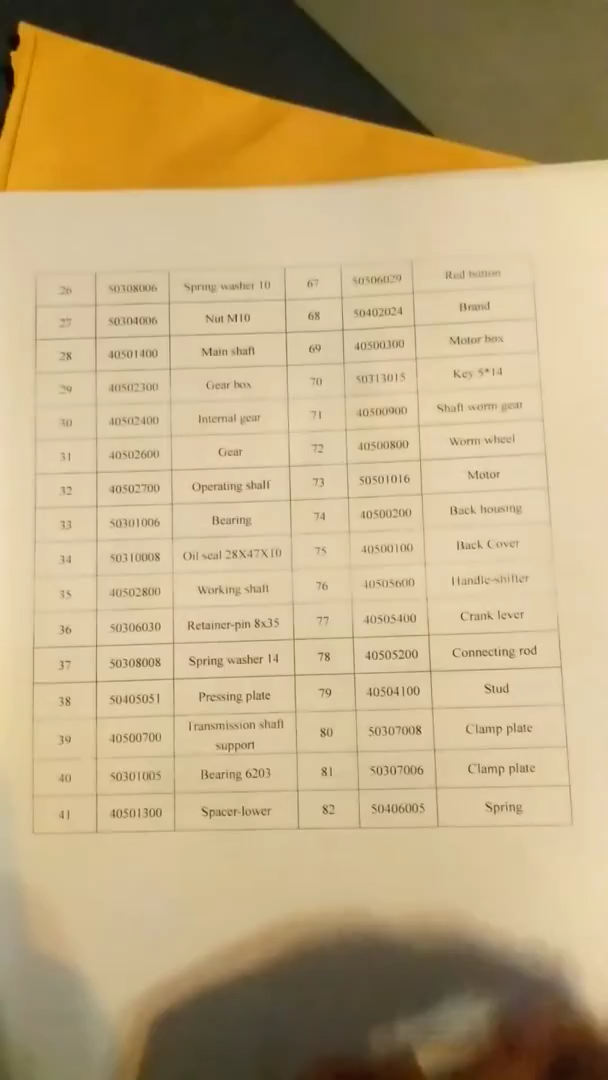 26 50308006 Spring washer 10 67 50506029 Red button
27 50304006 Nut M10 68 50402024 Brand
28 40501400 Main shaft 69 40500300 Motor box
29 40502300 Gear box 70 50313015 Key 5*14
30 40502400 Internal gear 71 40500900 Shaft worm gear
31 40502600 Gear 72 40500800 Worm wheel
32 40502700 Operating shaft 73 50501016 Motor
33 50301006 Bearing 74 40500200 Back housing
34 50310008 Oil seal 28X47X10 75 40500100 Back Cover
35 40502800 Working shaft 76 40505600 Handle-shifter
36 50306030 Retainer-pin 8x35 77 40505400 Crank lever
37 50308008 Spring washer 14 78 40505200 Connecting rod
38 50405051 Pressing plate 79 40504100 Stud
39 40500700 Transmission shaft support 80 50307008 Clamp plate
40 50301005 Bearing 6203 81 50307006 Clamp plate
41 40501300 Spacer-lower 82 50406005 Spring